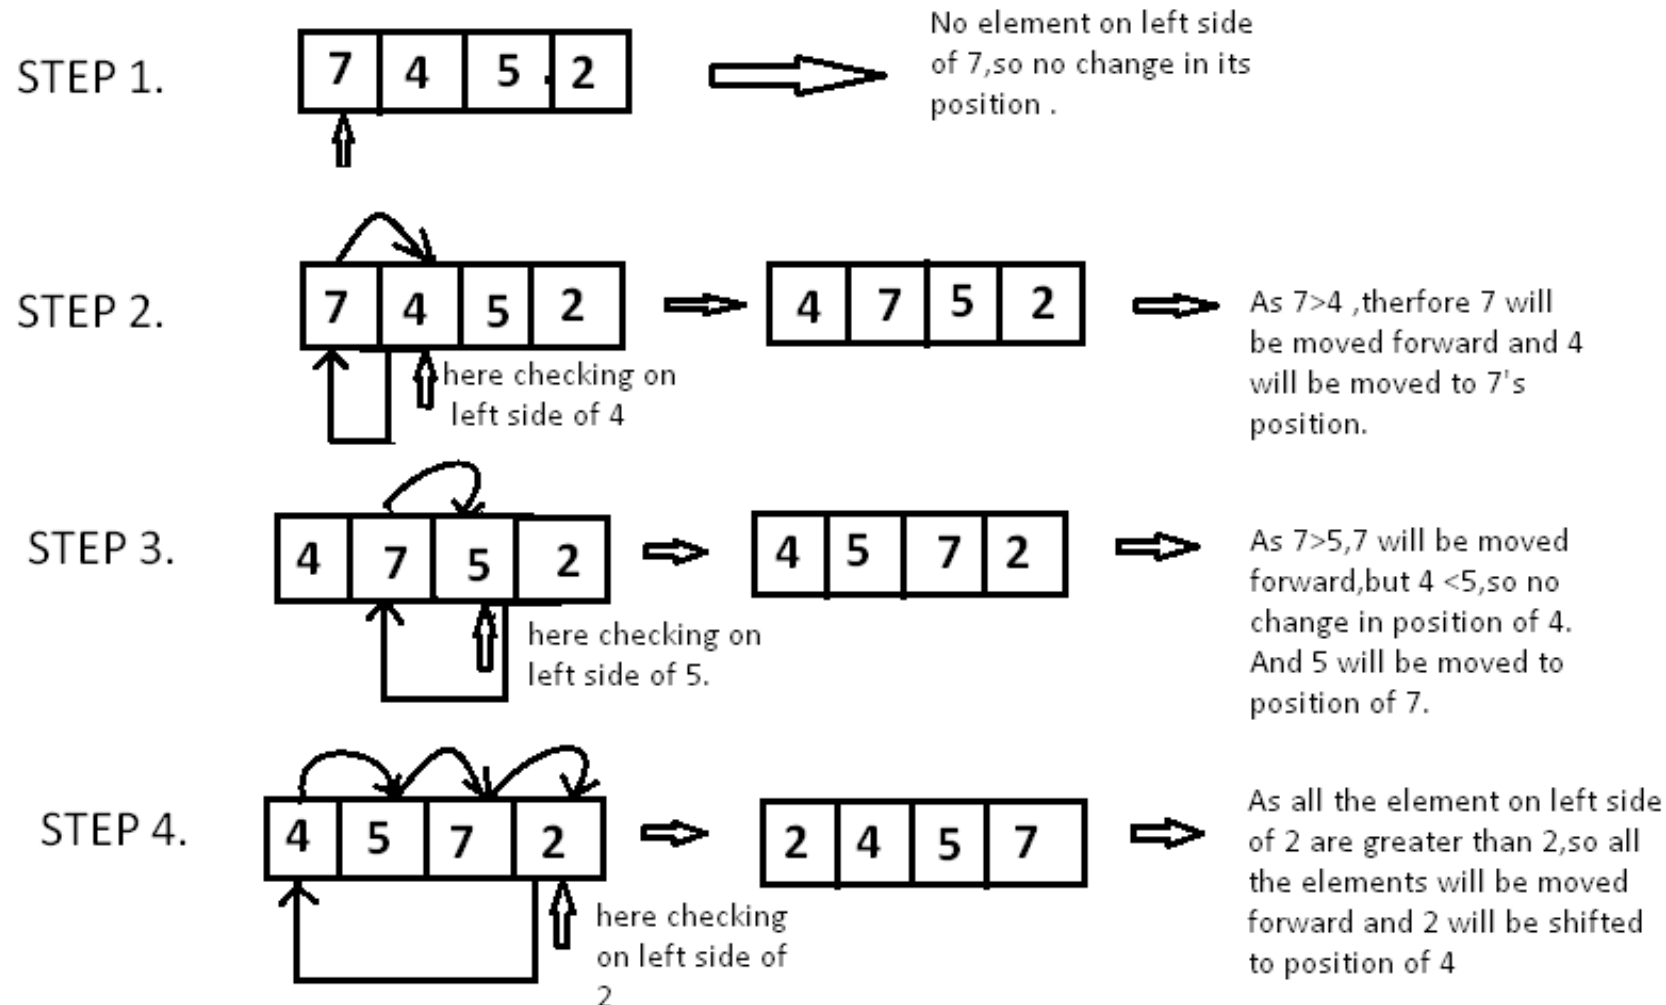 STEP 1.
7 4 5 2
No element on left side
of 7,so no change in its
position .
STEP 2.
7 4 5 2
here checking on
left side of 4
4 7 5 2
As 7>4 ,therfore 7 will
be moved forward and 4
will be moved to 7's
position.
STEP 3.
4 7 5 2
here checking on
left side of 5.
4 5 7 2
As 7>5,7 will be moved
forward,but 4 <5,so no
change in position of 4.
And 5 will be moved to
position of 7.
STEP 4.
4 5 7 2
here checking
on left side of
2
2 4 5 7
As all the element on left side
of 2 are greater than 2,so all
the elements will be moved
forward and 2 will be shifted
to position of 4